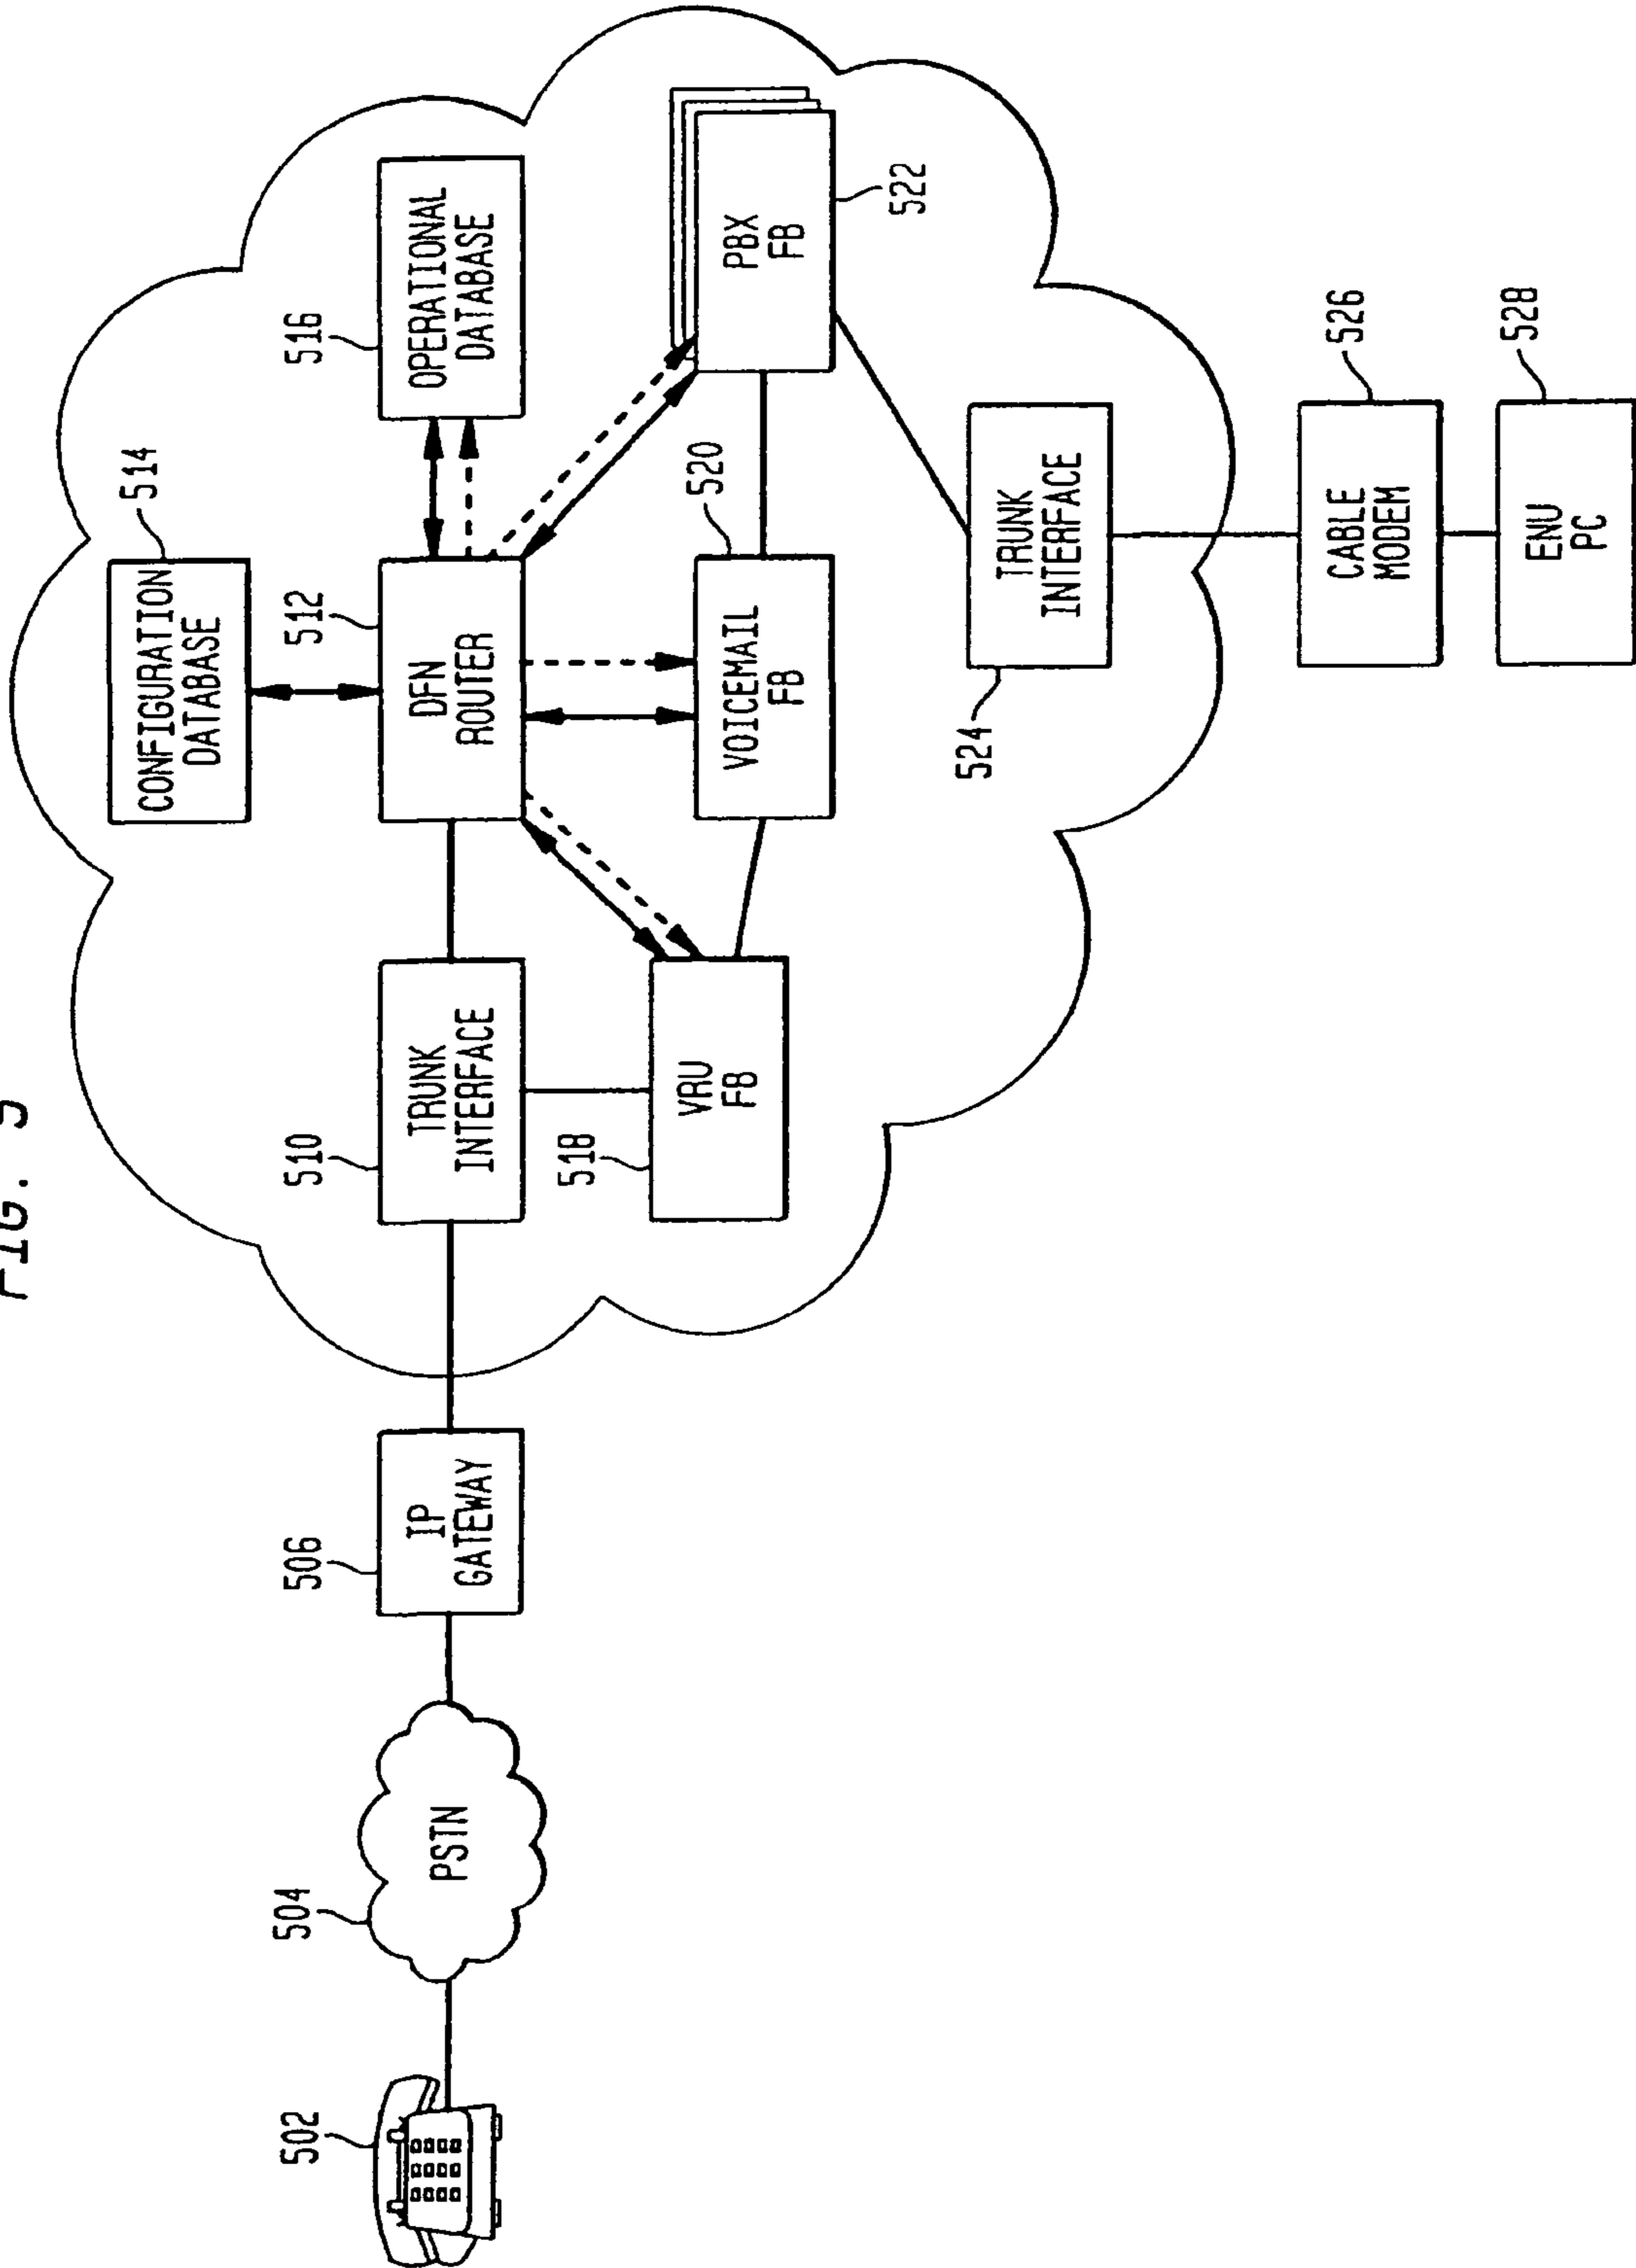 FIG. 5
514
CONFIGURATION
DATABASE
502
504
PSTN
506
IP
GATEWAY
510
TRUNK
INTERFACE
512
DFN
ROUTER
516
OPERATIONAL
DATABASE
518
VRU
FB
520
VOICEMAIL
FB
PBX
FB
522
524
TRUNK
INTERFACE
526
CABLE
MODEM
528
ENU
PC